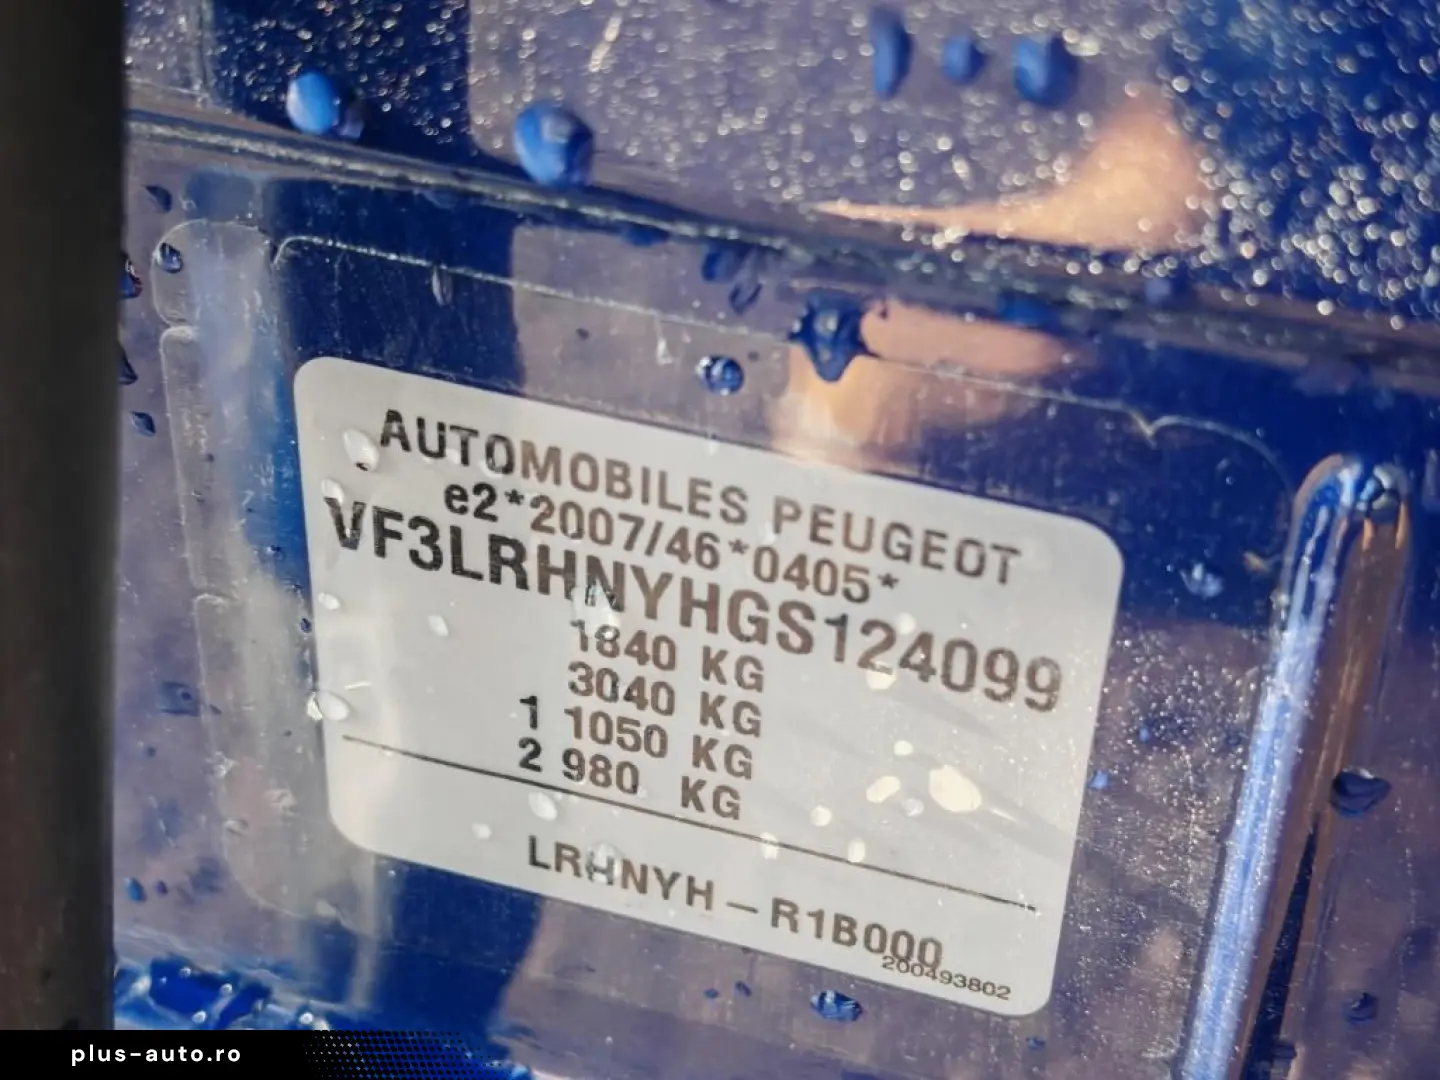 AUTOMOBILES PEUGEOT
e2*2007/46*0405*
VF3LRHNYHGS124099
1840 KG
3040 KG
1 1050 KG
2 980 KG
LRHNYH – R1B000
200493802
plus-auto.ro